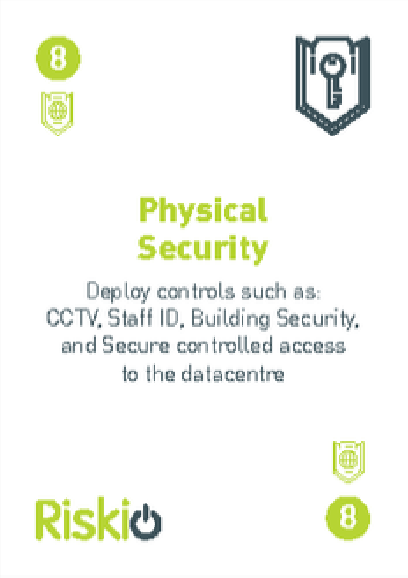 8
Physical
Security
Deploy controls such as:
CCTV, Staff ID, Building Security,
and Secure controlled access
to the datacentre
Riskio
8